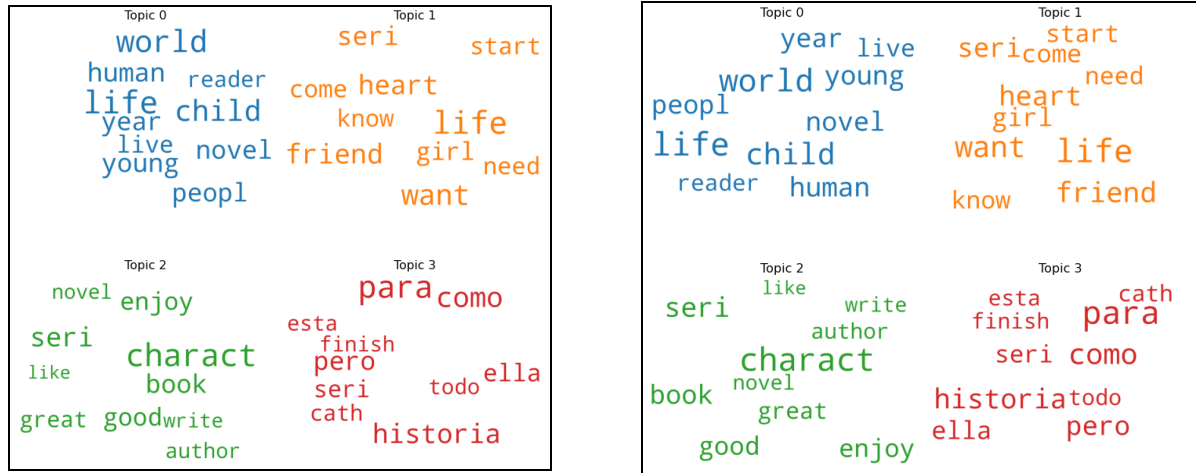 Topic 0
world
human
reader
life
child
year
live
novel
young
peopl
Topic 1
seri
start
come
heart
know
life
friend
girl
need
want
Topic 2
novel
enjoy
seri
charact
like
book
great
good
write
author
Topic 3
para
como
esta
finish
pero
ella
seri
todo
cath
historia
Topic 0
year
live
world
young
peopl
novel
life
child
reader
human
Topic 1
start
seri
come
need
heart
girl
want
life
know
friend
Topic 2
like
seri
write
author
charact
novel
book
great
good
enjoy
Topic 3
cath
esta
para
finish
seri
como
historia
todo
ella
pero